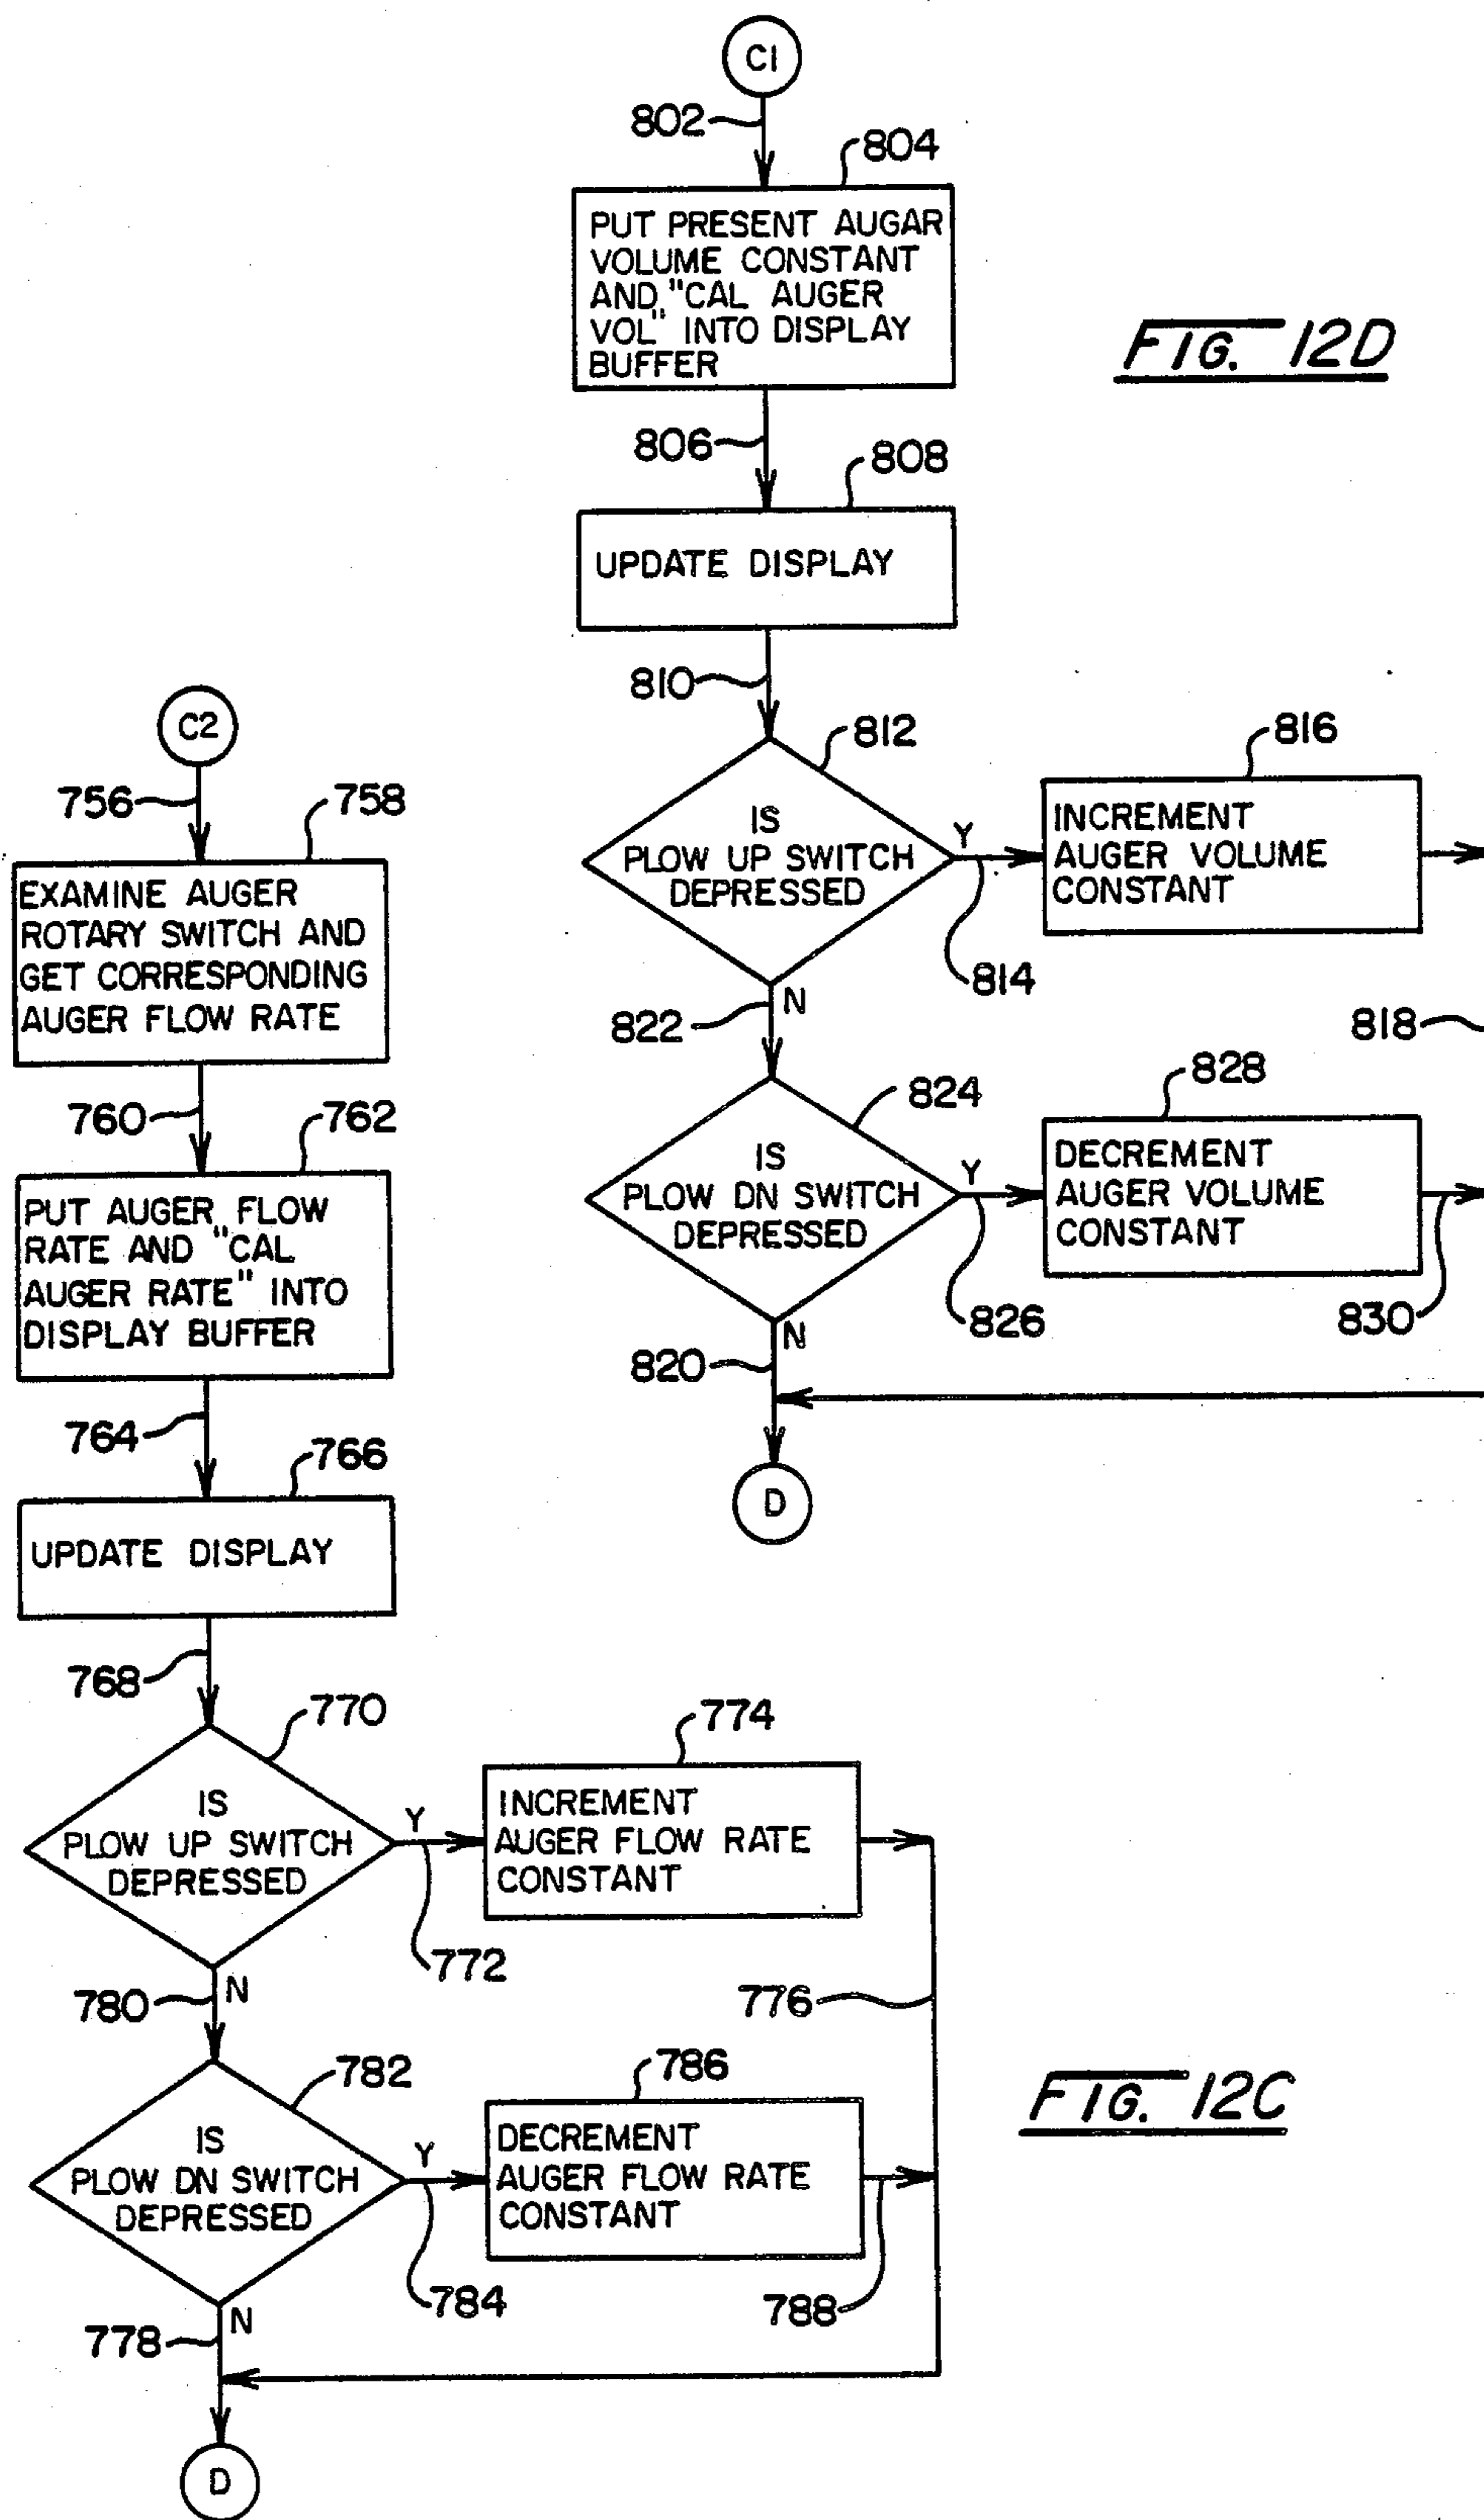 C1
802
804
PUT PRESENT AUGAR
VOLUME CONSTANT
AND "CAL AUGER
VOL" INTO DISPLAY
BUFFER
FIG. 12D
806
808
UPDATE DISPLAY
810
812
IS
PLOW UP SWITCH
DEPRESSED
Y
814
816
INCREMENT
AUGER VOLUME
CONSTANT
818
N
822
824
IS
PLOW DN SWITCH
DEPRESSED
Y
826
828
DECREMENT
AUGER VOLUME
CONSTANT
830
N
820
D
C2
756
758
EXAMINE AUGER
ROTARY SWITCH AND
GET CORRESPONDING
AUGER FLOW RATE
760
762
PUT AUGER FLOW
RATE AND "CAL
AUGER RATE" INTO
DISPLAY BUFFER
764
766
UPDATE DISPLAY
768
770
IS
PLOW UP SWITCH
DEPRESSED
Y
772
774
INCREMENT
AUGER FLOW RATE
CONSTANT
776
N
780
782
IS
PLOW DN SWITCH
DEPRESSED
Y
784
786
DECREMENT
AUGER FLOW RATE
CONSTANT
788
FIG. 12C
N
778
D